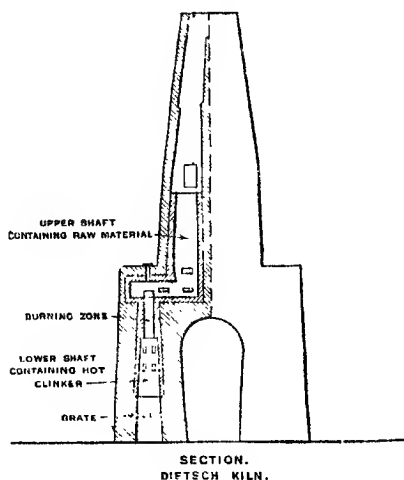 UPPER SHAFT
CONTAINING RAW MATERIAL
BURNING ZONE
LOWER SHAFT
CONTAINING HOT
CLINKER
GRATE
SECTION.
DIETSCH KILN.